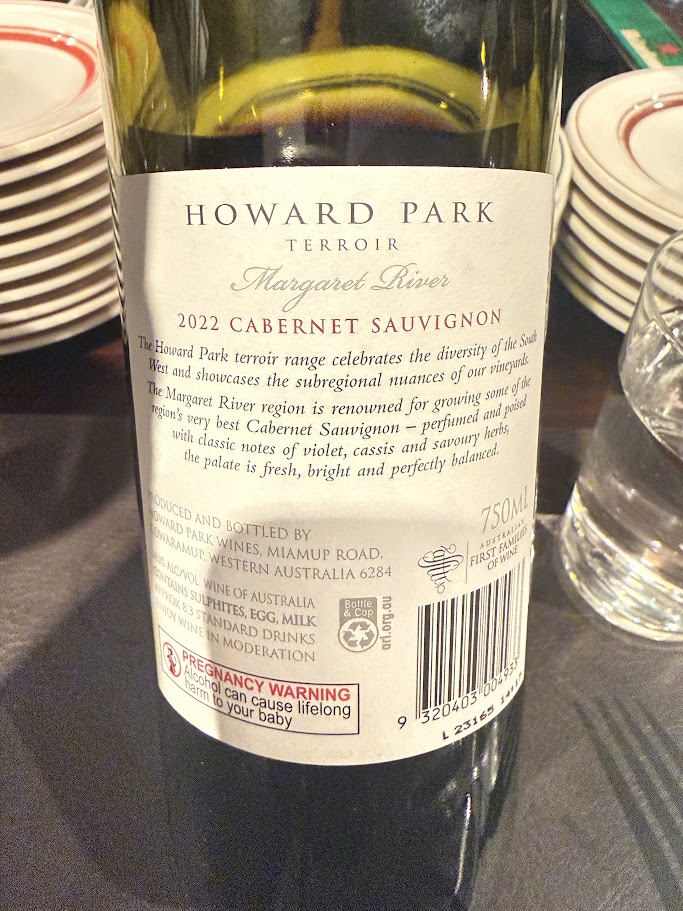 HOWARD PARK
TERROIR
Margaret River
2022 CABERNET SAUVIGNON
The Howard Park terroir range celebrates the diversity of the South
West and showcases the subregional nuances of our vineyards.
The Margaret River region is renowned for growing some of the
region's very best Cabernet Sauvignon – perfumed and poised
with classic notes of violet, cassis and savoury herbs,
the palate is fresh, bright and perfectly balanced.
PRODUCED AND BOTTLED BY
HOWARD PARK WINES, MIAMUP ROAD,
COWARAMUP, WESTERN AUSTRALIA 6284
ALC/VOL WINE OF AUSTRALIA
CONTAINS SULPHITES, EGG, MILK
APPROX 8.3 STANDARD DRINKS
ENJOY WINE IN MODERATION
750ML
AUSTRALIA'S
FIRST FAMILIES
OF WINE
Bottle
& Cap
arl.org.au
PREGNANCY WARNING
Alcohol can cause lifelong
harm to your baby
9 320403 004935
L 23165